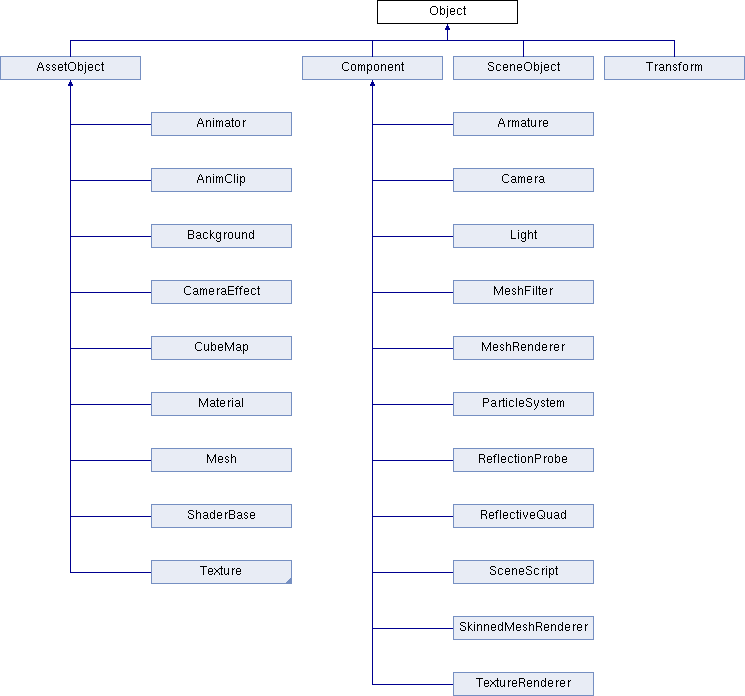 Object
AssetObject
Component
SceneObject
Transform
Animator
Armature
AnimClip
Camera
Background
Light
CameraEffect
MeshFilter
CubeMap
MeshRenderer
Material
ParticleSystem
Mesh
ReflectionProbe
ShaderBase
ReflectiveQuad
Texture
SceneScript
SkinnedMeshRenderer
TextureRenderer